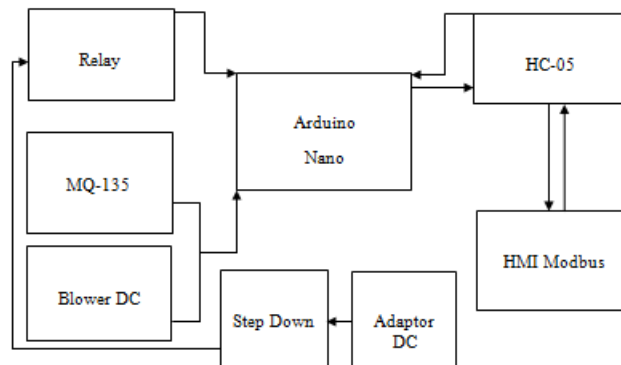 Relay
HC-05
Arduino
Nano
MQ-135
HMI Modbus
Blower DC
Step Down
Adaptor
DC